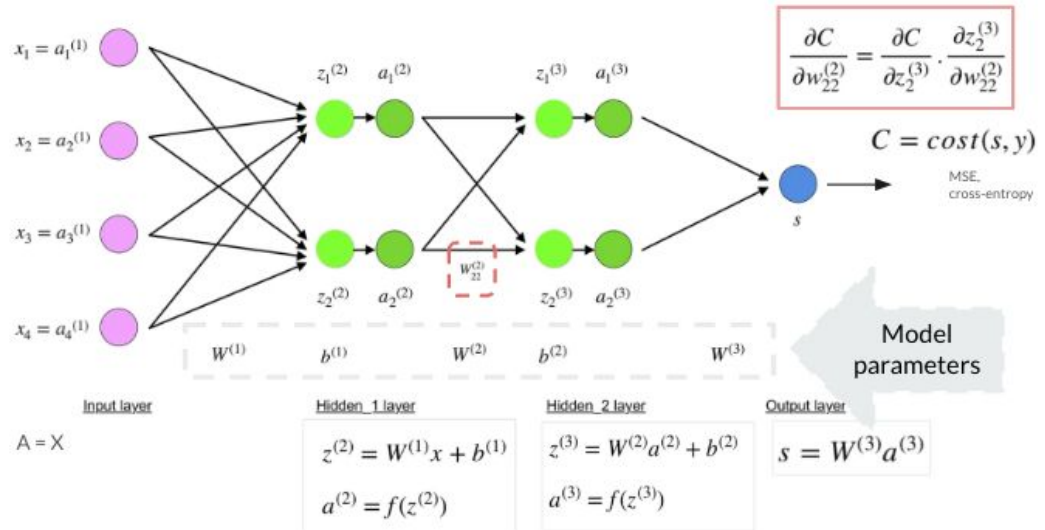 x₁ = a₁⁽¹⁾
x₂ = a₂⁽¹⁾
x₃ = a₃⁽¹⁾
x₄ = a₄⁽¹⁾
z₁⁽²⁾ a₁⁽²⁾
z₁⁽³⁾ a₁⁽³⁾
z₂⁽²⁾ a₂⁽²⁾
W₂₂⁽²⁾
z₂⁽³⁾ a₂⁽³⁾
s
∂C/∂w₂₂⁽²⁾ = ∂C/∂z₂⁽³⁾ . ∂z₂⁽³⁾/∂w₂₂⁽²⁾
C = cost(s, y)
MSE,
cross-entropy
W⁽¹⁾ b⁽¹⁾ W⁽²⁾ b⁽²⁾ W⁽³⁾
Model
parameters
Input layer
A = X
Hidden_1 layer
z⁽²⁾ = W⁽¹⁾x + b⁽¹⁾
a⁽²⁾ = f(z⁽²⁾)
Hidden_2 layer
z⁽³⁾ = W⁽²⁾a⁽²⁾ + b⁽²⁾
a⁽³⁾ = f(z⁽³⁾)
Output layer
s = W⁽³⁾a⁽³⁾